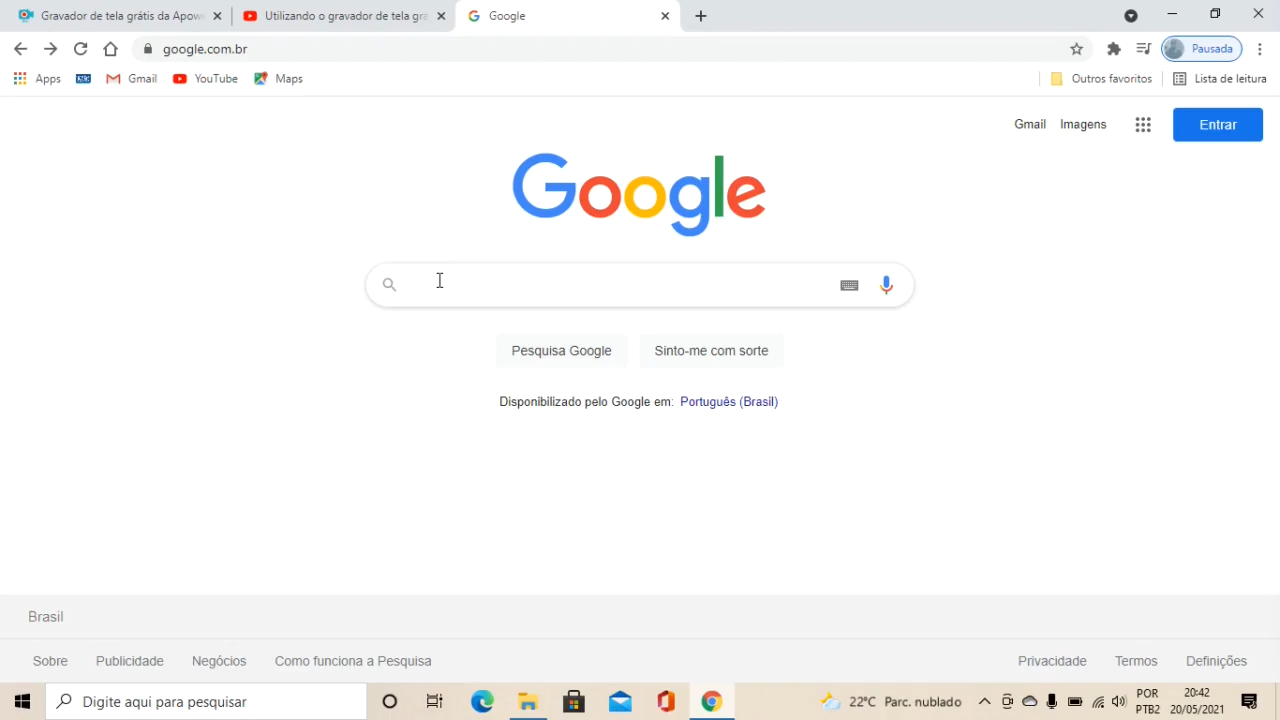 Gravador de tela grátis da Apow
Utilizando o gravador de tela gra
Google
google.com.br
Pausada
Apps
Gmail
YouTube
Maps
Outros favoritos
Lista de leitura
Gmail
Imagens
Entrar
Google
Pesquisa Google
Sinto-me com sorte
Disponibilizado pelo Google em: Português (Brasil)
Brasil
Sobre
Publicidade
Negócios
Como funciona a Pesquisa
Privacidade
Termos
Definições
Digite aqui para pesquisar
22°C Parc. nublado
POR
PTB2
20:42
20/05/2021